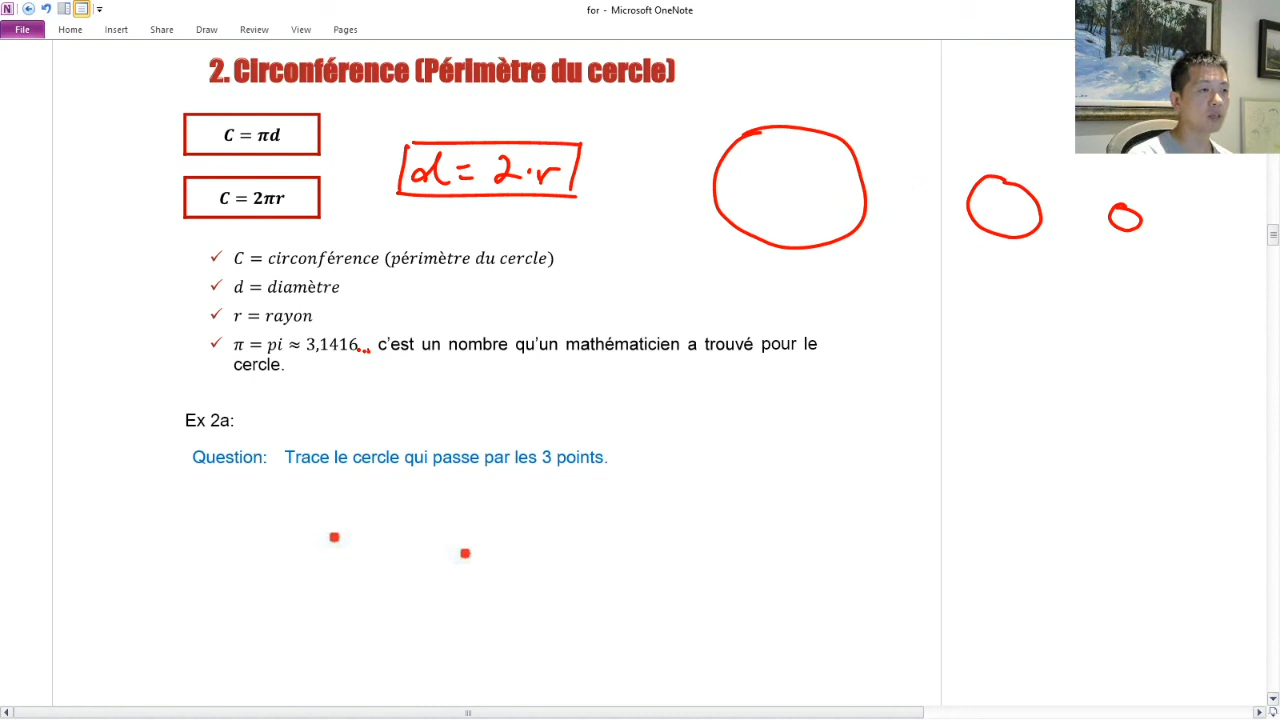 for - Microsoft OneNote
File Home Insert Share Draw Review View Pages
2. Circonférence (Périmètre du cercle)
C = πd
d = 2·r
C = 2πr
✓ C = circonférence (périmètre du cercle)
✓ d = diamètre
✓ r = rayon
✓ π = pi ≈ 3,1416... c'est un nombre qu'un mathématicien a trouvé pour le
cercle.
Ex 2a:
Question: Trace le cercle qui passe par les 3 points.